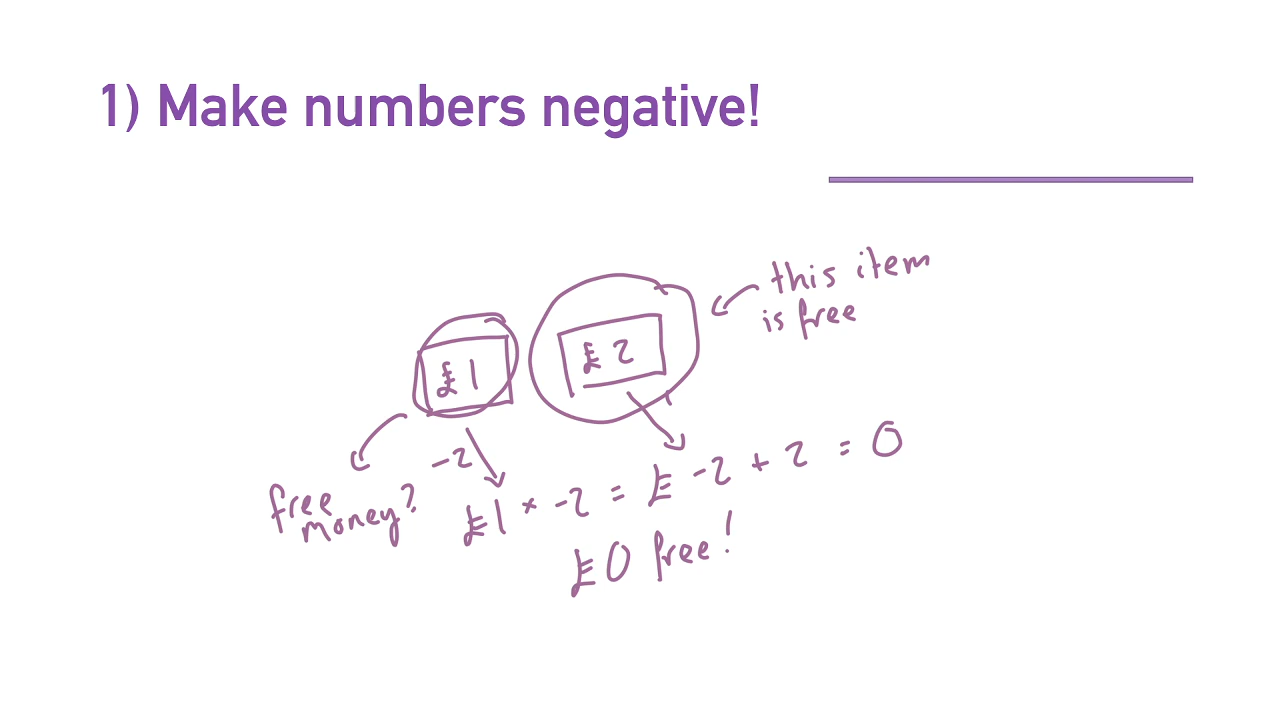 1) Make numbers negative!
this item
is free
£1
£2
free
money?
-2
£1 × -2 = £ -2 + 2 = 0
£0 free!